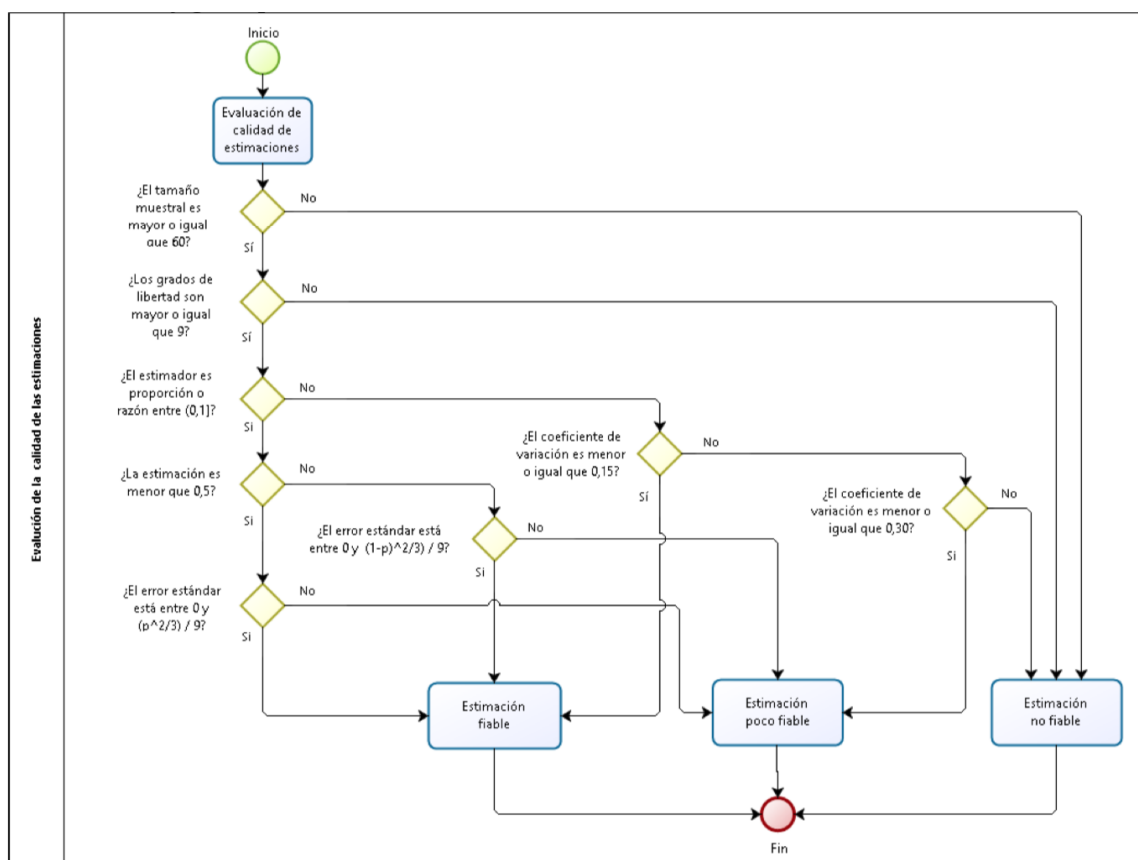 Evalución de la calidad de las estimaciones
Inicio
Evaluación de
calidad de
estimaciones
¿El tamaño
muestral es
mayor o igual
que 60?
No
Sí
¿Los grados de
libertad son
mayor o igual
que 9?
No
Sí
¿El estimador es
proporción o
razón entre (0,1]?
No
Si
¿El coeficiente de
variación es menor
o igual que 0,15?
No
Sí
¿La estimación es
menor que 0,5?
No
Si
¿El coeficiente de
variación es menor o
igual que 0,30?
No
Si
¿El error estándar está
entre 0 y (1-p)^2/3) / 9?
No
Si
¿El error estándar
está entre 0 y
(p^2/3) / 9?
No
Si
Estimación
fiable
Estimación
poco fiable
Estimación
no fiable
Fin